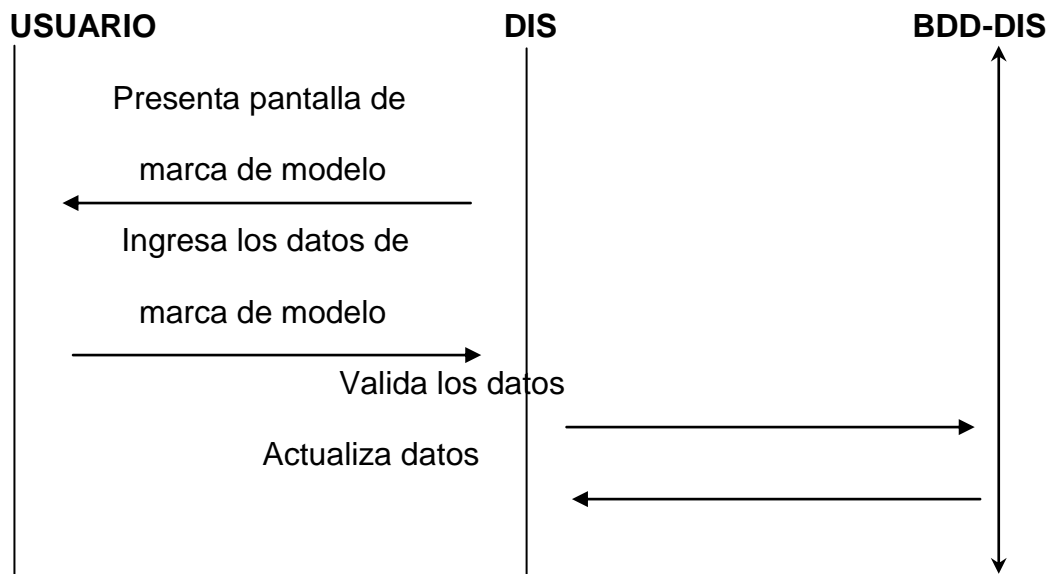 USUARIO DIS BDD-DIS
Presenta pantalla de
marca de modelo
Ingresa los datos de
marca de modelo
Valida los datos
Actualiza datos